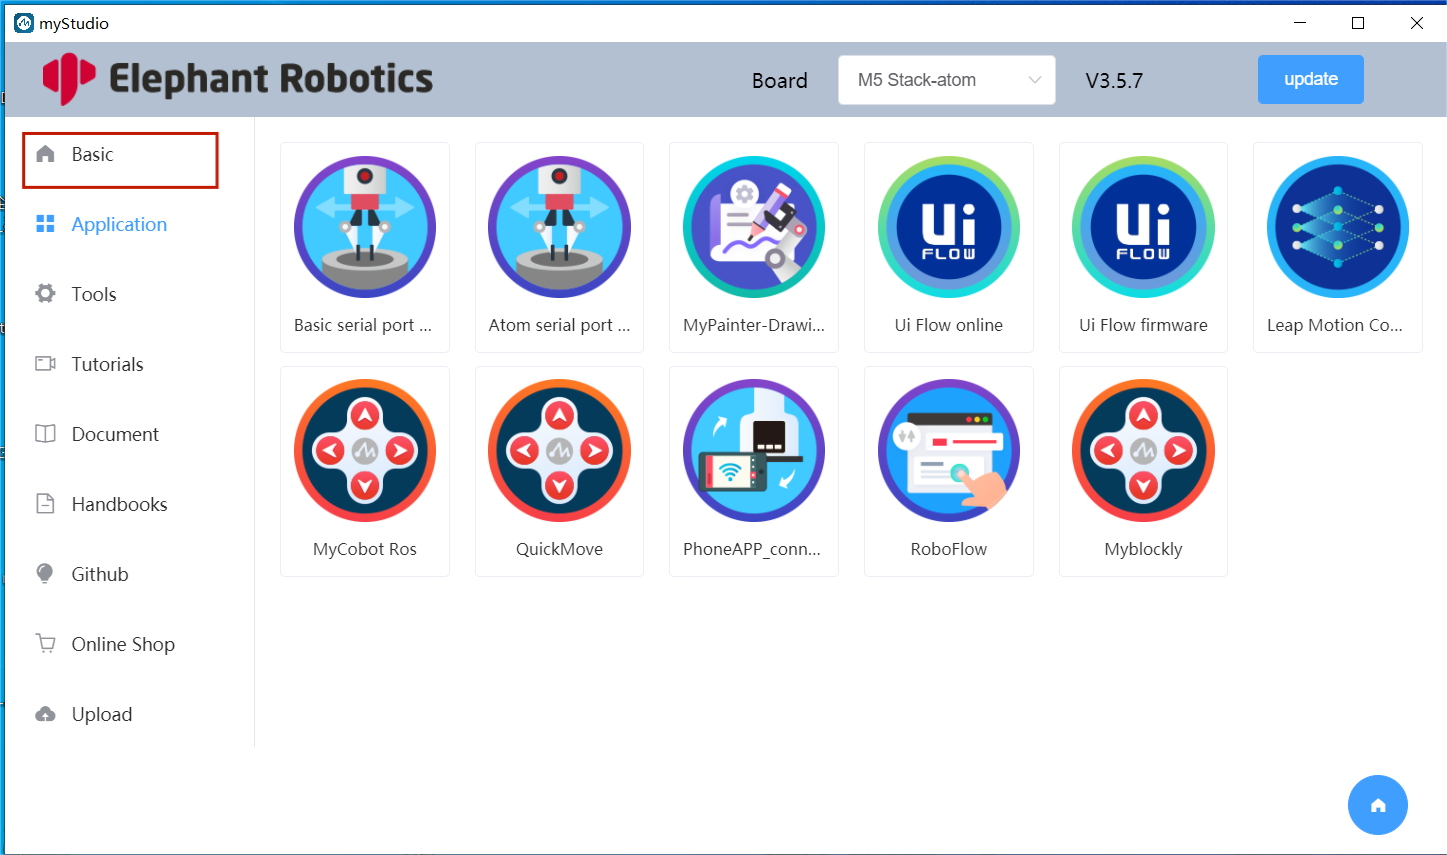 myStudio
Elephant Robotics
Board
M5 Stack-atom
V3.5.7
update
Basic
Application
Tools
Tutorials
Document
Handbooks
Github
Online Shop
Upload
Basic serial port ...
Atom serial port ...
MyPainter-Drawi...
Ui Flow online
Ui Flow firmware
Leap Motion Co...
Ui
FLOW
Ui
FLOW
MyCobot Ros
QuickMove
PhoneAPP_conn...
RoboFlow
Myblockly